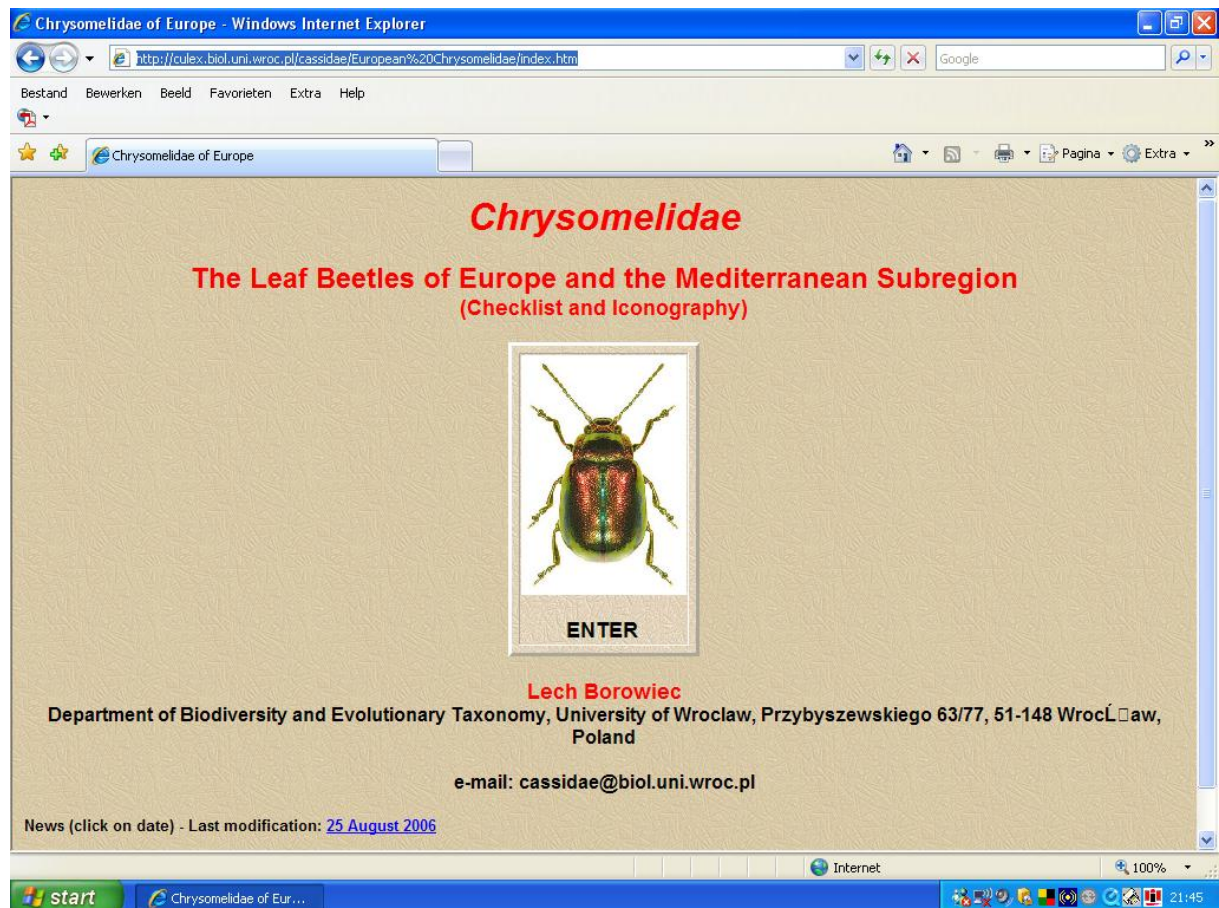 Chrysomelidae of Europe - Windows Internet Explorer
http://culex.biol.uni.wroc.pl/cassidae/European%20Chrysomelidae/index.htm
Google
Bestand Bewerken Beeld Favorieten Extra Help
Chrysomelidae of Europe
Pagina Extra
Chrysomelidae
The Leaf Beetles of Europe and the Mediterranean Subregion
(Checklist and Iconography)
ENTER
Lech Borowiec
Department of Biodiversity and Evolutionary Taxonomy, University of Wroclaw, Przybyszewskiego 63/77, 51-148 WrocĹ□aw,
Poland
e-mail: cassidae@biol.uni.wroc.pl
News (click on date) - Last modification: 25 August 2006
Internet
100%
start
Chrysomelidae of Eur...
21:45